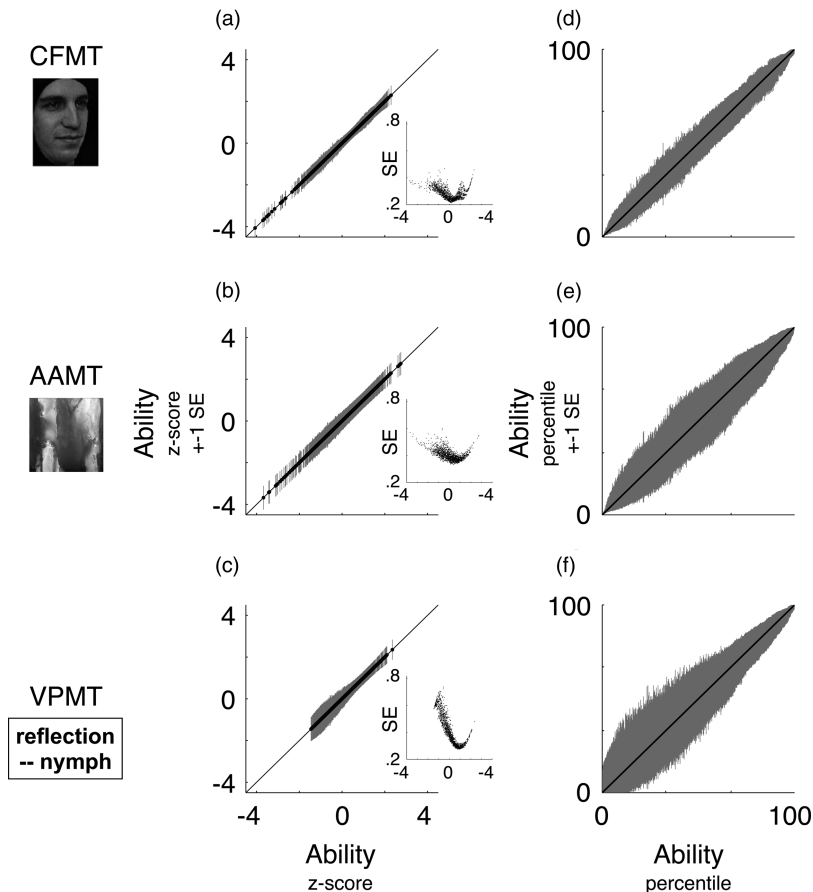 (a)
(d)
CFMT
4
0
-4
.8
SE
.2
-4
0
-4
100
0
(b)
(e)
AAMT
Ability
z-score
+-1 SE
4
0
-4
.8
SE
.2
-4
0
-4
Ability
percentile
+-1 SE
100
0
(c)
(f)
VPMT
reflection
-- nymph
4
0
-4
.8
SE
.2
-4
0
-4
100
0
-4
0
4
0
100
Ability
z-score
Ability
percentile